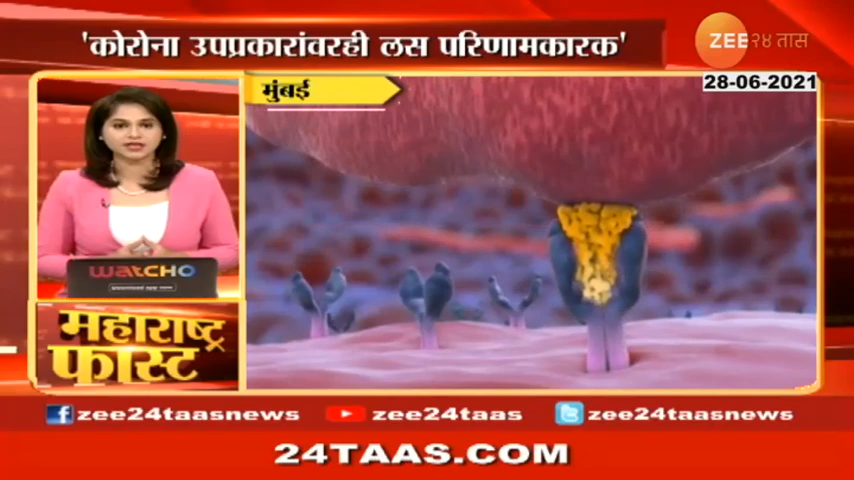 'कोरोना उपप्रकारांवरही लस परिणामकारक'
ZEE २४ तास
28-06-2021
मुंबई
WATCHO
महाराष्ट्र
फास्ट
zee24taasnews
zee24taas
zee24taasnews
24TAAS.COM